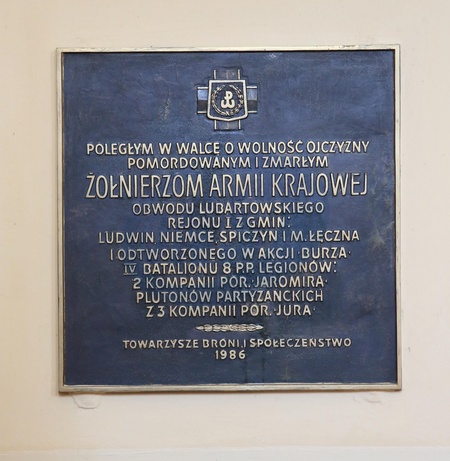 POLEGŁYM W WALCE O WOLNOŚĆ OJCZYZNY
POMORDOWANYM I ZMARŁYM
ŻOŁNIERZOM ARMII KRAJOWEJ
OBWODU LUBARTOWSKIEGO
REJONU I Z GMIN:
LUDWIN, NIEMCE, SPICZYN I M. ŁĘCZNA
I ODTWORZONEGO W AKCJI "BURZA"
IV BATALIONU 8 P.P. LEGIONÓW:
2 KOMPANII POR. "JAROMIRA"
PLUTONÓW PARTYZANCKICH
Z 3 KOMPANII POR. "JURA"
TOWARZYSZE BRONI I SPOŁECZEŃSTWO
1986